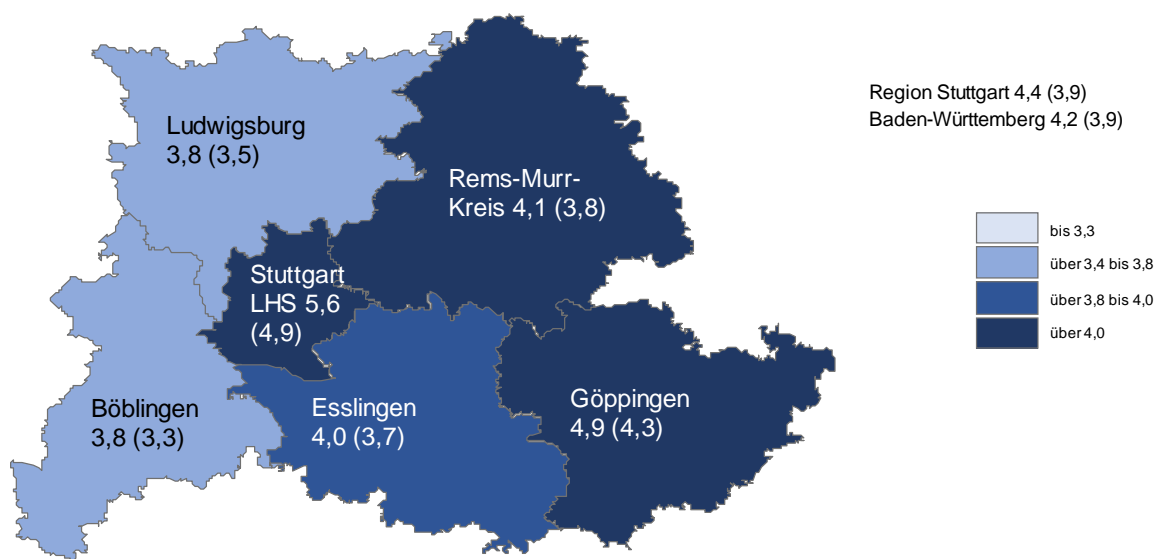 Region Stuttgart 4,4 (3,9)
Baden-Württemberg 4,2 (3,9)
Ludwigsburg
3,8 (3,5)
Rems-Murr-
Kreis 4,1 (3,8)
Stuttgart
LHS 5,6
(4,9)
Böblingen
3,8 (3,3)
Esslingen
4,0 (3,7)
Göppingen
4,9 (4,3)
bis 3,3
über 3,4 bis 3,8
über 3,8 bis 4,0
über 4,0